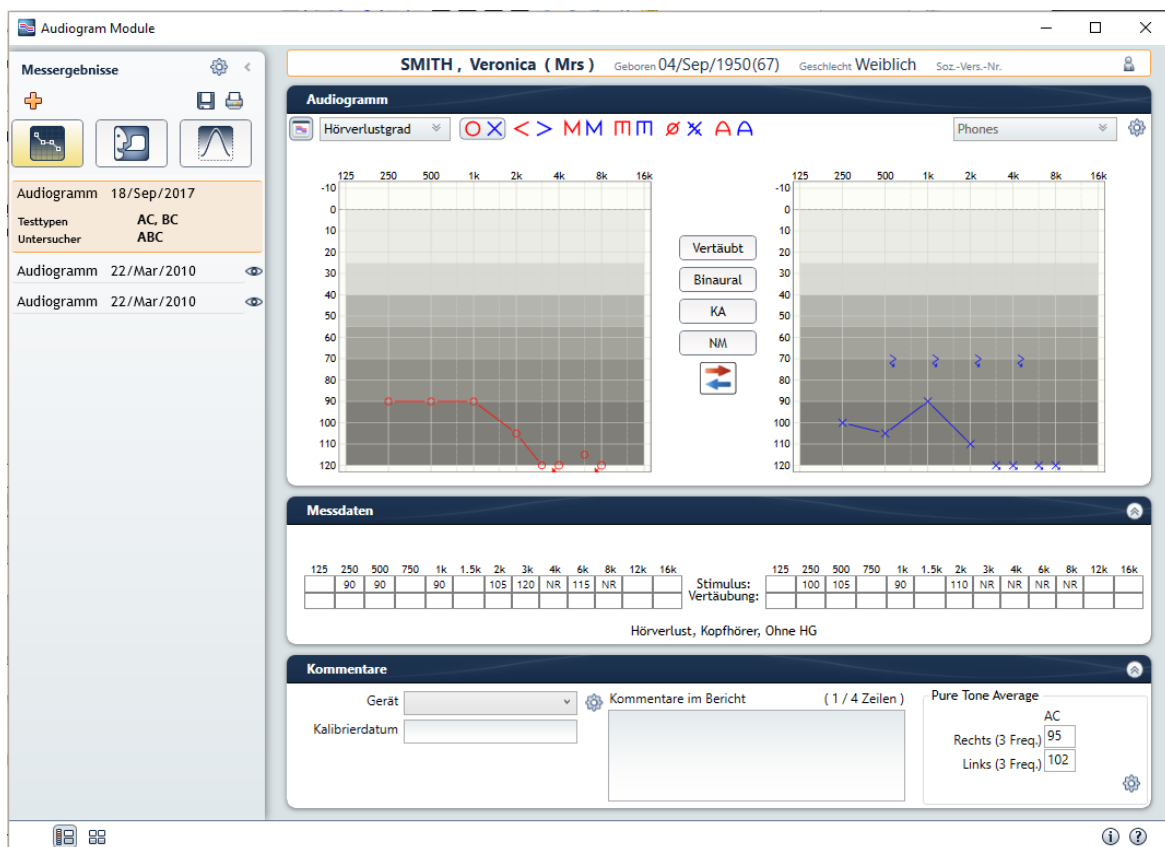 Audiogram Module
Messergebnisse
Audiogramm 18/Sep/2017
Testtypen AC, BC
Untersucher ABC
Audiogramm 22/Mar/2010
Audiogramm 22/Mar/2010
SMITH , Veronica ( Mrs ) Geboren 04/Sep/1950(67) Geschlecht Weiblich Soz.-Vers.-Nr.
Audiogramm
Hörverlustgrad
M M
A A
Phones
125 250 500 1k 2k 4k 8k 16k
-10
0
10
20
30
40
50
60
70
80
90
100
110
120
Vertäubt
Binaural
KA
NM
125 250 500 1k 2k 4k 8k 16k
-10
0
10
20
30
40
50
60
70
80
90
100
110
120
Messdaten
125 250 500 750 1k 1.5k 2k 3k 4k 6k 8k 12k 16k
90 90 90 105 120 NR 115 NR
Stimulus:
Vertäubung:
125 250 500 750 1k 1.5k 2k 3k 4k 6k 8k 12k 16k
100 105 90 110 NR NR NR NR
Hörverlust, Kopfhörer, Ohne HG
Kommentare
Gerät
Kalibrierdatum
Kommentare im Bericht ( 1 / 4 Zeilen )
Pure Tone Average
AC
Rechts (3 Freq.) 95
Links (3 Freq.) 102